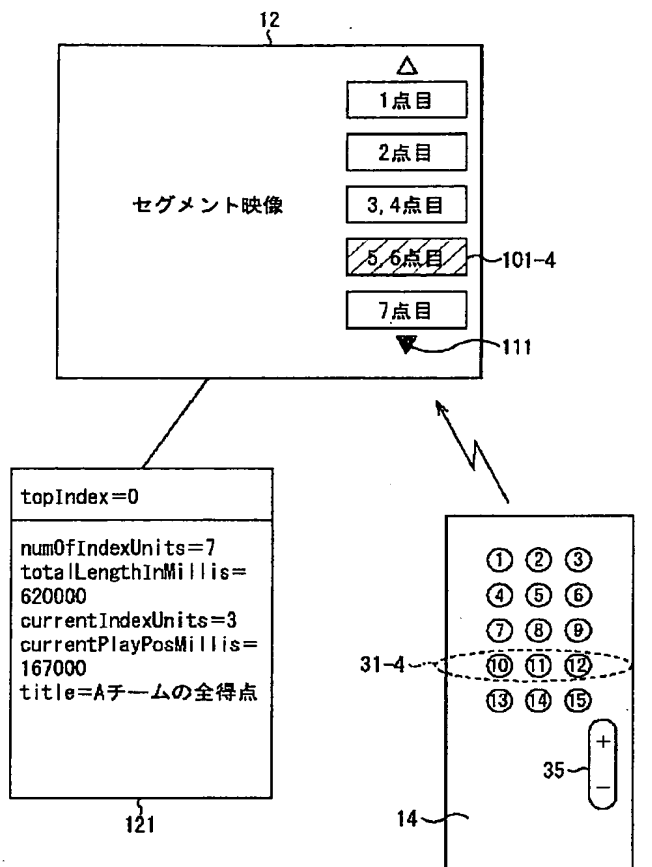 12
1点目
2点目
セグメント映像
3,4点目
5,6点目
101-4
7点目
111
topIndex=0
numOfIndexUnits=7
totalLengthInMillis=
620000
currentIndexUnits=3
currentPlayPosMillis=
167000
title=Aチームの全得点
121
① ② ③
④ ⑤ ⑥
⑦ ⑧ ⑨
31-4
⑩ ⑪ ⑫
⑬ ⑭ ⑮
+
35
−
14